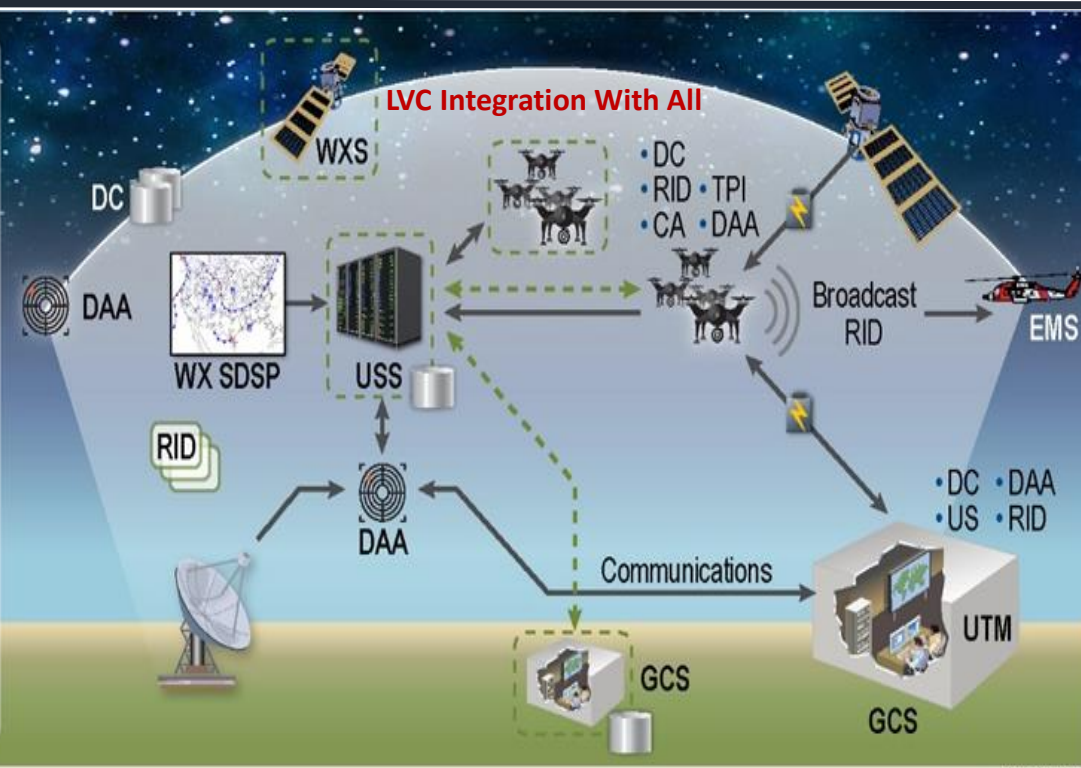 LVC Integration With All
WXS
DC
• DC
• RID • TPI
• CA • DAA
DAA
WX SDSP
USS
Broadcast
RID
EMS
RID
DAA
• DC • DAA
• US • RID
Communications
UTM
GCS
GCS